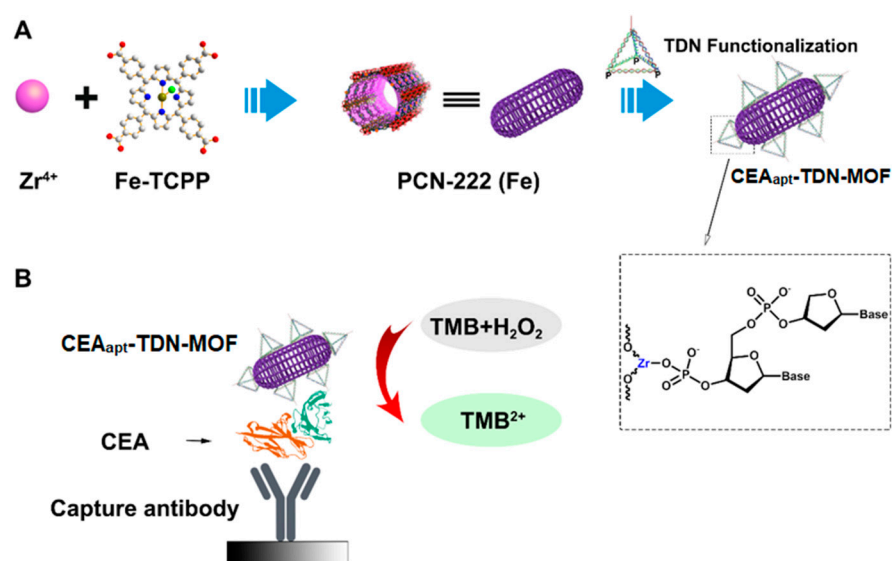 A
TDN Functionalization
P
P
P
+
Zr⁴⁺
Fe-TCPP
PCN-222 (Fe)
CEAapt-TDN-MOF
B
CEAapt-TDN-MOF
TMB+H₂O₂
TMB²⁺
CEA
Capture antibody
O
O⁻
P
O
O
O
Base
O
Zr
O
O
O⁻
P
O
O
O
Base